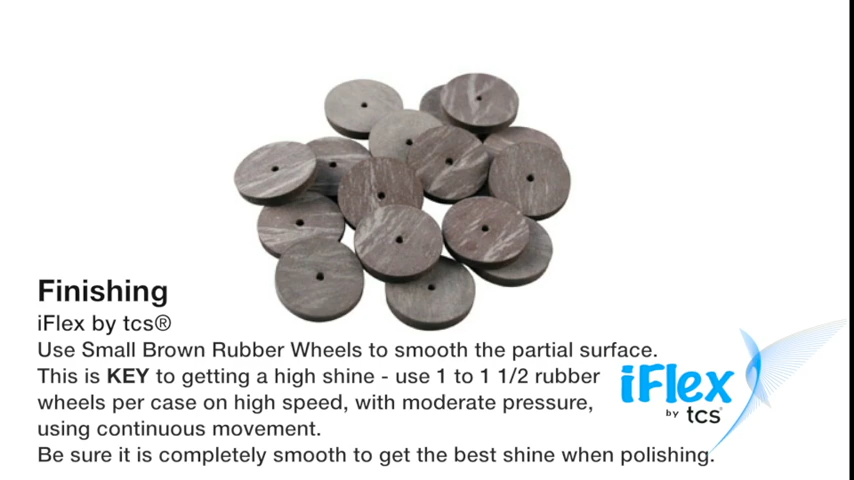 Finishing
iFlex by tcs®
Use Small Brown Rubber Wheels to smooth the partial surface.
This is KEY to getting a high shine - use 1 to 1 1/2 rubber
wheels per case on high speed, with moderate pressure,
using continuous movement.
Be sure it is completely smooth to get the best shine when polishing.
iFlex
by tcs